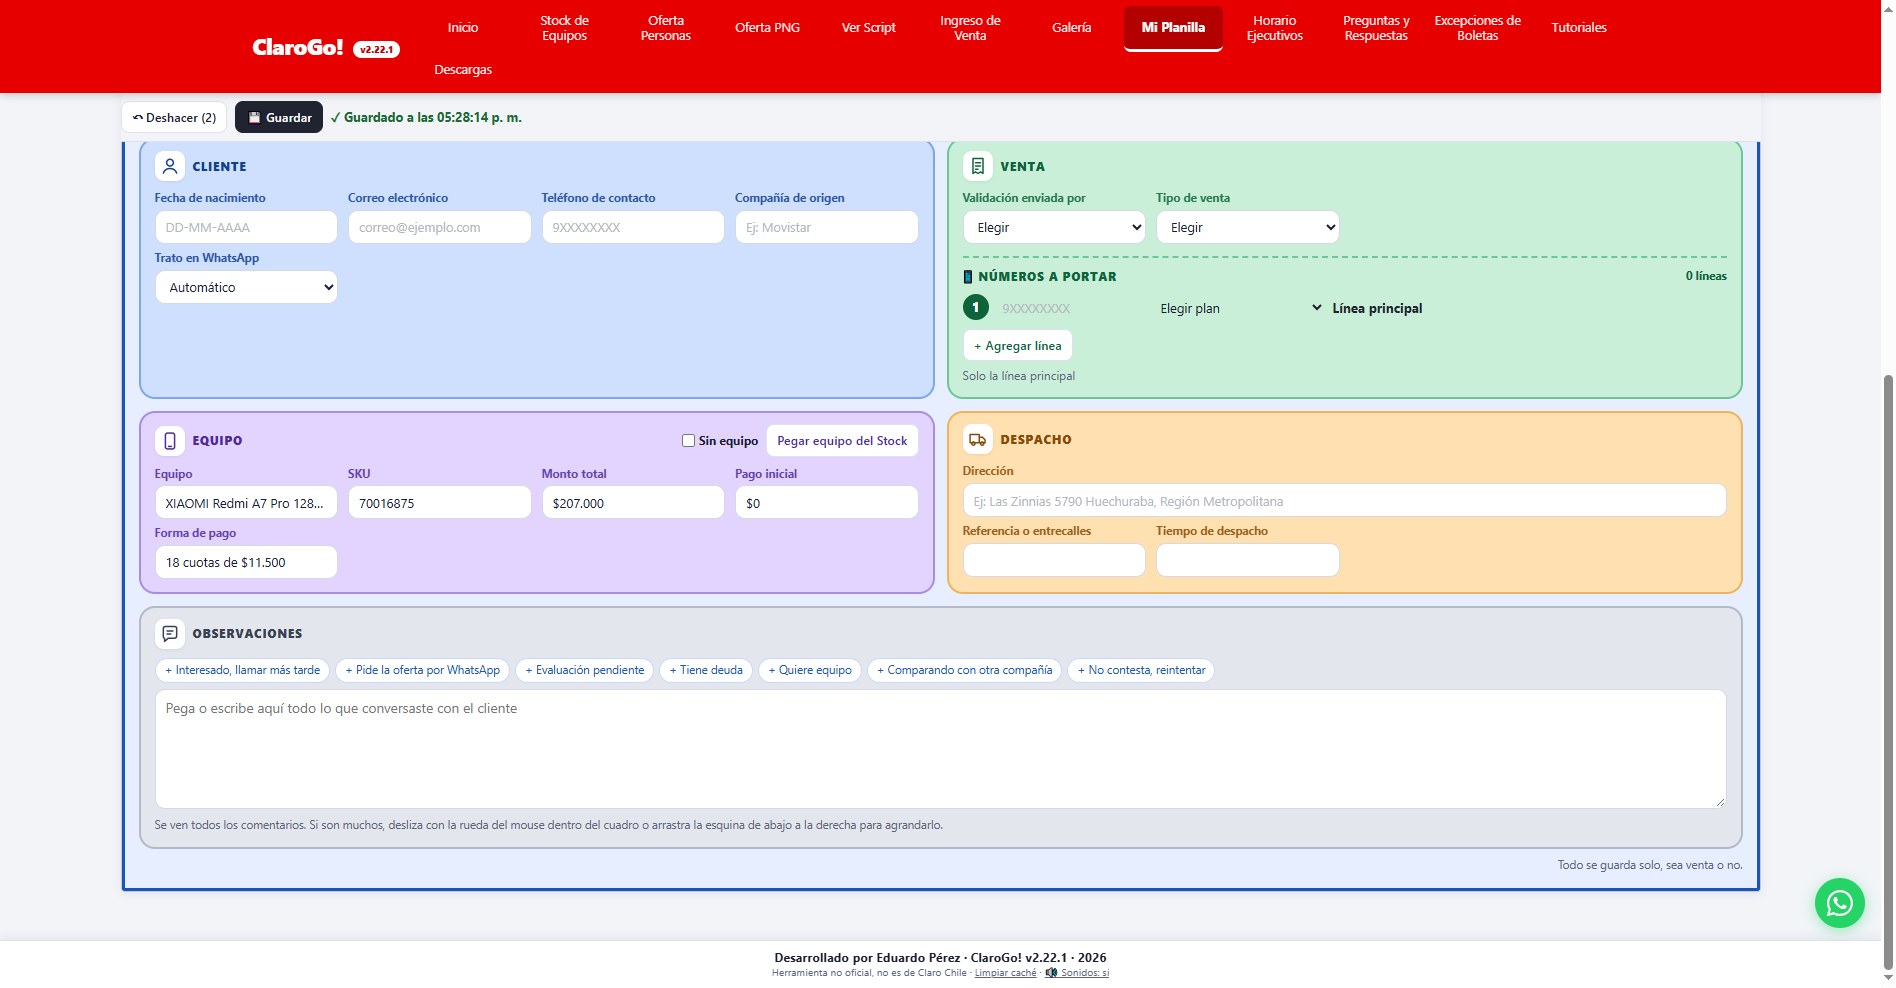 ClaroGo! v2.22.1
Inicio
Stock de Equipos
Oferta Personas
Oferta PNG
Ver Script
Ingreso de Venta
Galería
Mi Planilla
Horario Ejecutivos
Preguntas y Respuestas
Excepciones de Boletas
Tutoriales
Descargas
Deshacer (2)
Guardar
✓ Guardado a las 05:28:14 p. m.
CLIENTE
Fecha de nacimiento
Correo electrónico
Teléfono de contacto
Compañía de origen
DD-MM-AAAA
correo@ejemplo.com
9XXXXXXXX
Ej: Movistar
Trato en WhatsApp
Automático
VENTA
Validación enviada por
Tipo de venta
Elegir
Elegir
NÚMEROS A PORTAR
0 líneas
1
9XXXXXXXX
Elegir plan
Línea principal
+ Agregar línea
Solo la línea principal
EQUIPO
Sin equipo
Pegar equipo del Stock
Equipo
SKU
Monto total
Pago inicial
XIAOMI Redmi A7 Pro 128...
70016875
$207.000
$0
Forma de pago
18 cuotas de $11.500
DESPACHO
Dirección
Ej: Las Zinnias 5790 Huechuraba, Región Metropolitana
Referencia o entrecalles
Tiempo de despacho
OBSERVACIONES
+ Interesado, llamar más tarde
+ Pide la oferta por WhatsApp
+ Evaluación pendiente
+ Tiene deuda
+ Quiere equipo
+ Comparando con otra compañía
+ No contesta, reintentar
Pega o escribe aquí todo lo que conversaste con el cliente
Se ven todos los comentarios. Si son muchos, desliza con la rueda del mouse dentro del cuadro o arrastra la esquina de abajo a la derecha para agrandarlo.
Todo se guarda solo, sea venta o no.
Desarrollado por Eduardo Pérez · ClaroGo! v2.22.1 · 2026
Herramienta no oficial, no es de Claro Chile · Limpiar caché · Sonidos: sí